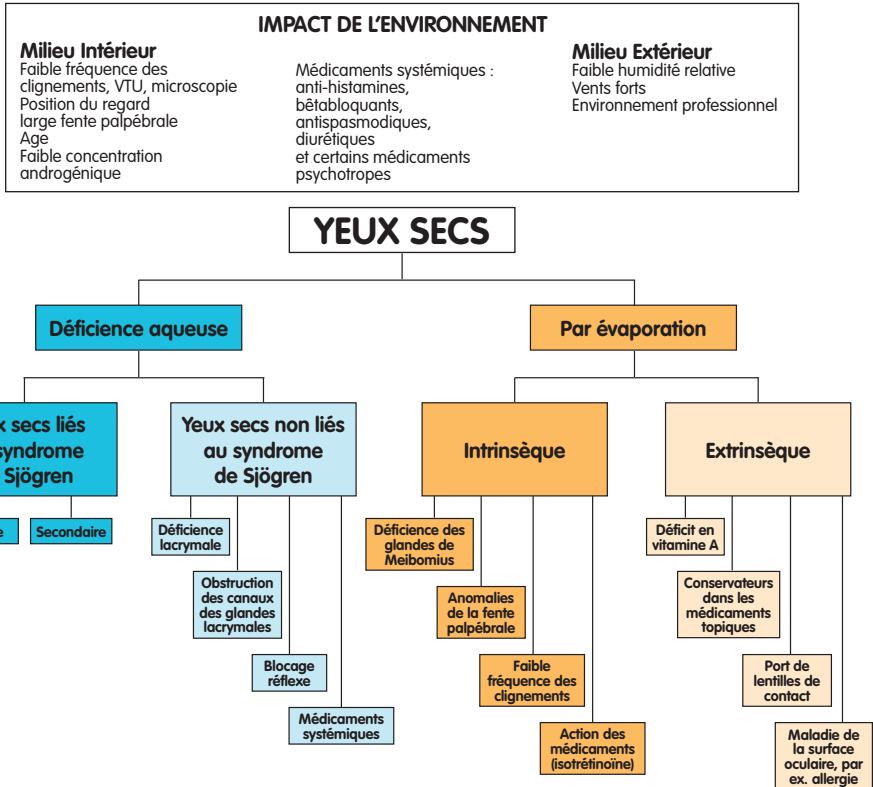 IMPACT DE L'ENVIRONNEMENT
Milieu Intérieur
Faible fréquence des
clignements, VTU, microscopie
Position du regard
large fente palpébrale
Age
Faible concentration
androgénique
Médicaments systémiques :
anti-histamines,
bêtabloquants,
antispasmodiques,
diurétiques
et certains médicaments
psychotropes
Milieu Extérieur
Faible humidité relative
Vents forts
Environnement professionnel
YEUX SECS
Déficience aqueuse
Par évaporation
x secs liés
syndrome
Sjögren
Yeux secs non liés
au syndrome
de Sjögren
Intrinsèque
Extrinsèque
e
Secondaire
Déficience
lacrymale
Obstruction
des canaux
des glandes
lacrymales
Blocage
réflexe
Médicaments
systémiques
Déficience des
glandes de
Meibomius
Anomalies
de la fente
palpébrale
Faible
fréquence des
clignements
Action des
médicaments
(isotrétinoïne)
Déficit en
vitamine A
Conservateurs
dans les
médicaments
topiques
Port de
lentilles de
contact
Maladie de
la surface
oculaire, par
ex. allergie